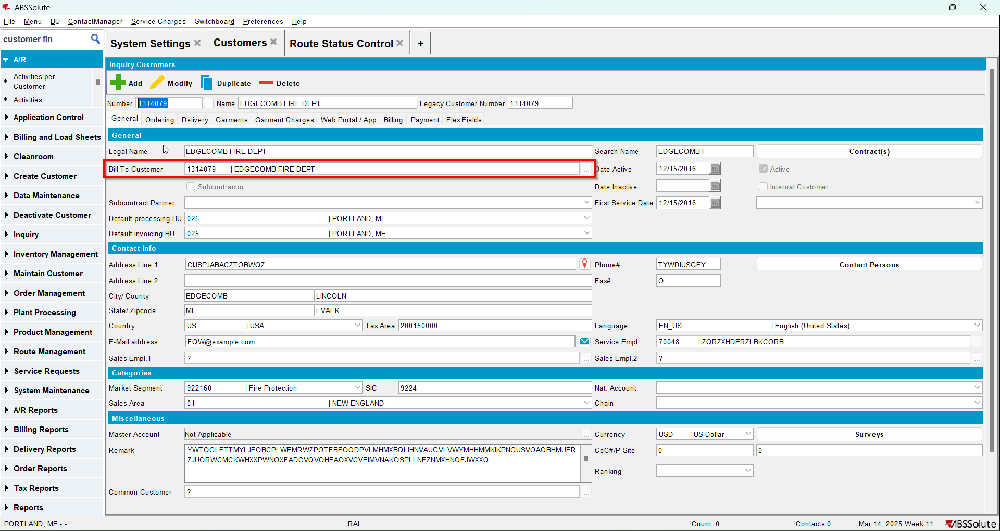 ABSSolute
File Menu BU ContactManager Service Charges Switchboard Preferences Help
customer fin
System Settings Customers Route Status Control +
A/R
Activities per
Customer
Activities
Application Control
Billing and Load Sheets
Cleanroom
Create Customer
Data Maintenance
Deactivate Customer
Inquiry
Inventory Management
Maintain Customer
Order Management
Plant Processing
Product Management
Route Management
Service Requests
System Maintenance
A/R Reports
Billing Reports
Delivery Reports
Order Reports
Tax Reports
Reports
Inquiry Customers
Add Modify Duplicate Delete
Number 1314079 ... Name EDGECOMB FIRE DEPT Legacy Customer Number 1314079
General Ordering Delivery Garments Garment Charges Web Portal / App Billing Payment Flex Fields
General
Legal Name EDGECOMB FIRE DEPT Search Name EDGECOMB F Contract(s)
Bill To Customer 1314079 | EDGECOMB FIRE DEPT ... Date Active 12/15/2016 16 Active
Subcontractor Date Inactive 16 Internal Customer
Subcontract Partner First Service Date 12/15/2016 16
Default processing BU 025 | PORTLAND, ME
Default invoicing BU 025 | PORTLAND, ME
Contact info
Address Line 1 CIJSPJABACZTOBWQZ Phone# TYWDIUSGFY Contact Persons
Address Line 2 Fax# O
City/ County EDGECOMB LINCOLN
State/ Zipcode ME FVAEK
Country US | USA Tax Area 200150000 Language EN_US | English (United States)
E-Mail address FQW@example.com Service Empl. 70048 | ZQRZXHDERZLBKCORB ...
Sales Empl.1 ? ... Sales Empl.2 ? ...
Categories
Market Segment 922160 | Fire Protection SIC 9224 Nat. Account
Sales Area 01 | NEW ENGLAND Chain
Miscellaneous
Master Account Not Applicable ... Currency USD | US Dollar Surveys
Remark YWTOGLFTTMYLJFOBCPLWEMRWZPOTFBFOQDPVLMHMXBQLIHNVAUGVLVWYMHHMMKIKPNGUSVOAQBHMUFR CoC#/P-Site 0 0
ZJUORWCMCKWHXXPWNOXFADCVQVOHFAOXVCVEIMVNAKOSPLLNFZNMXHNQFJWXXQ
Ranking
Common Customer ? ...
PORTLAND, ME - - RAL Count: 0 Contacts 0 Mar 14, 2025 Week 11 ABSSolute